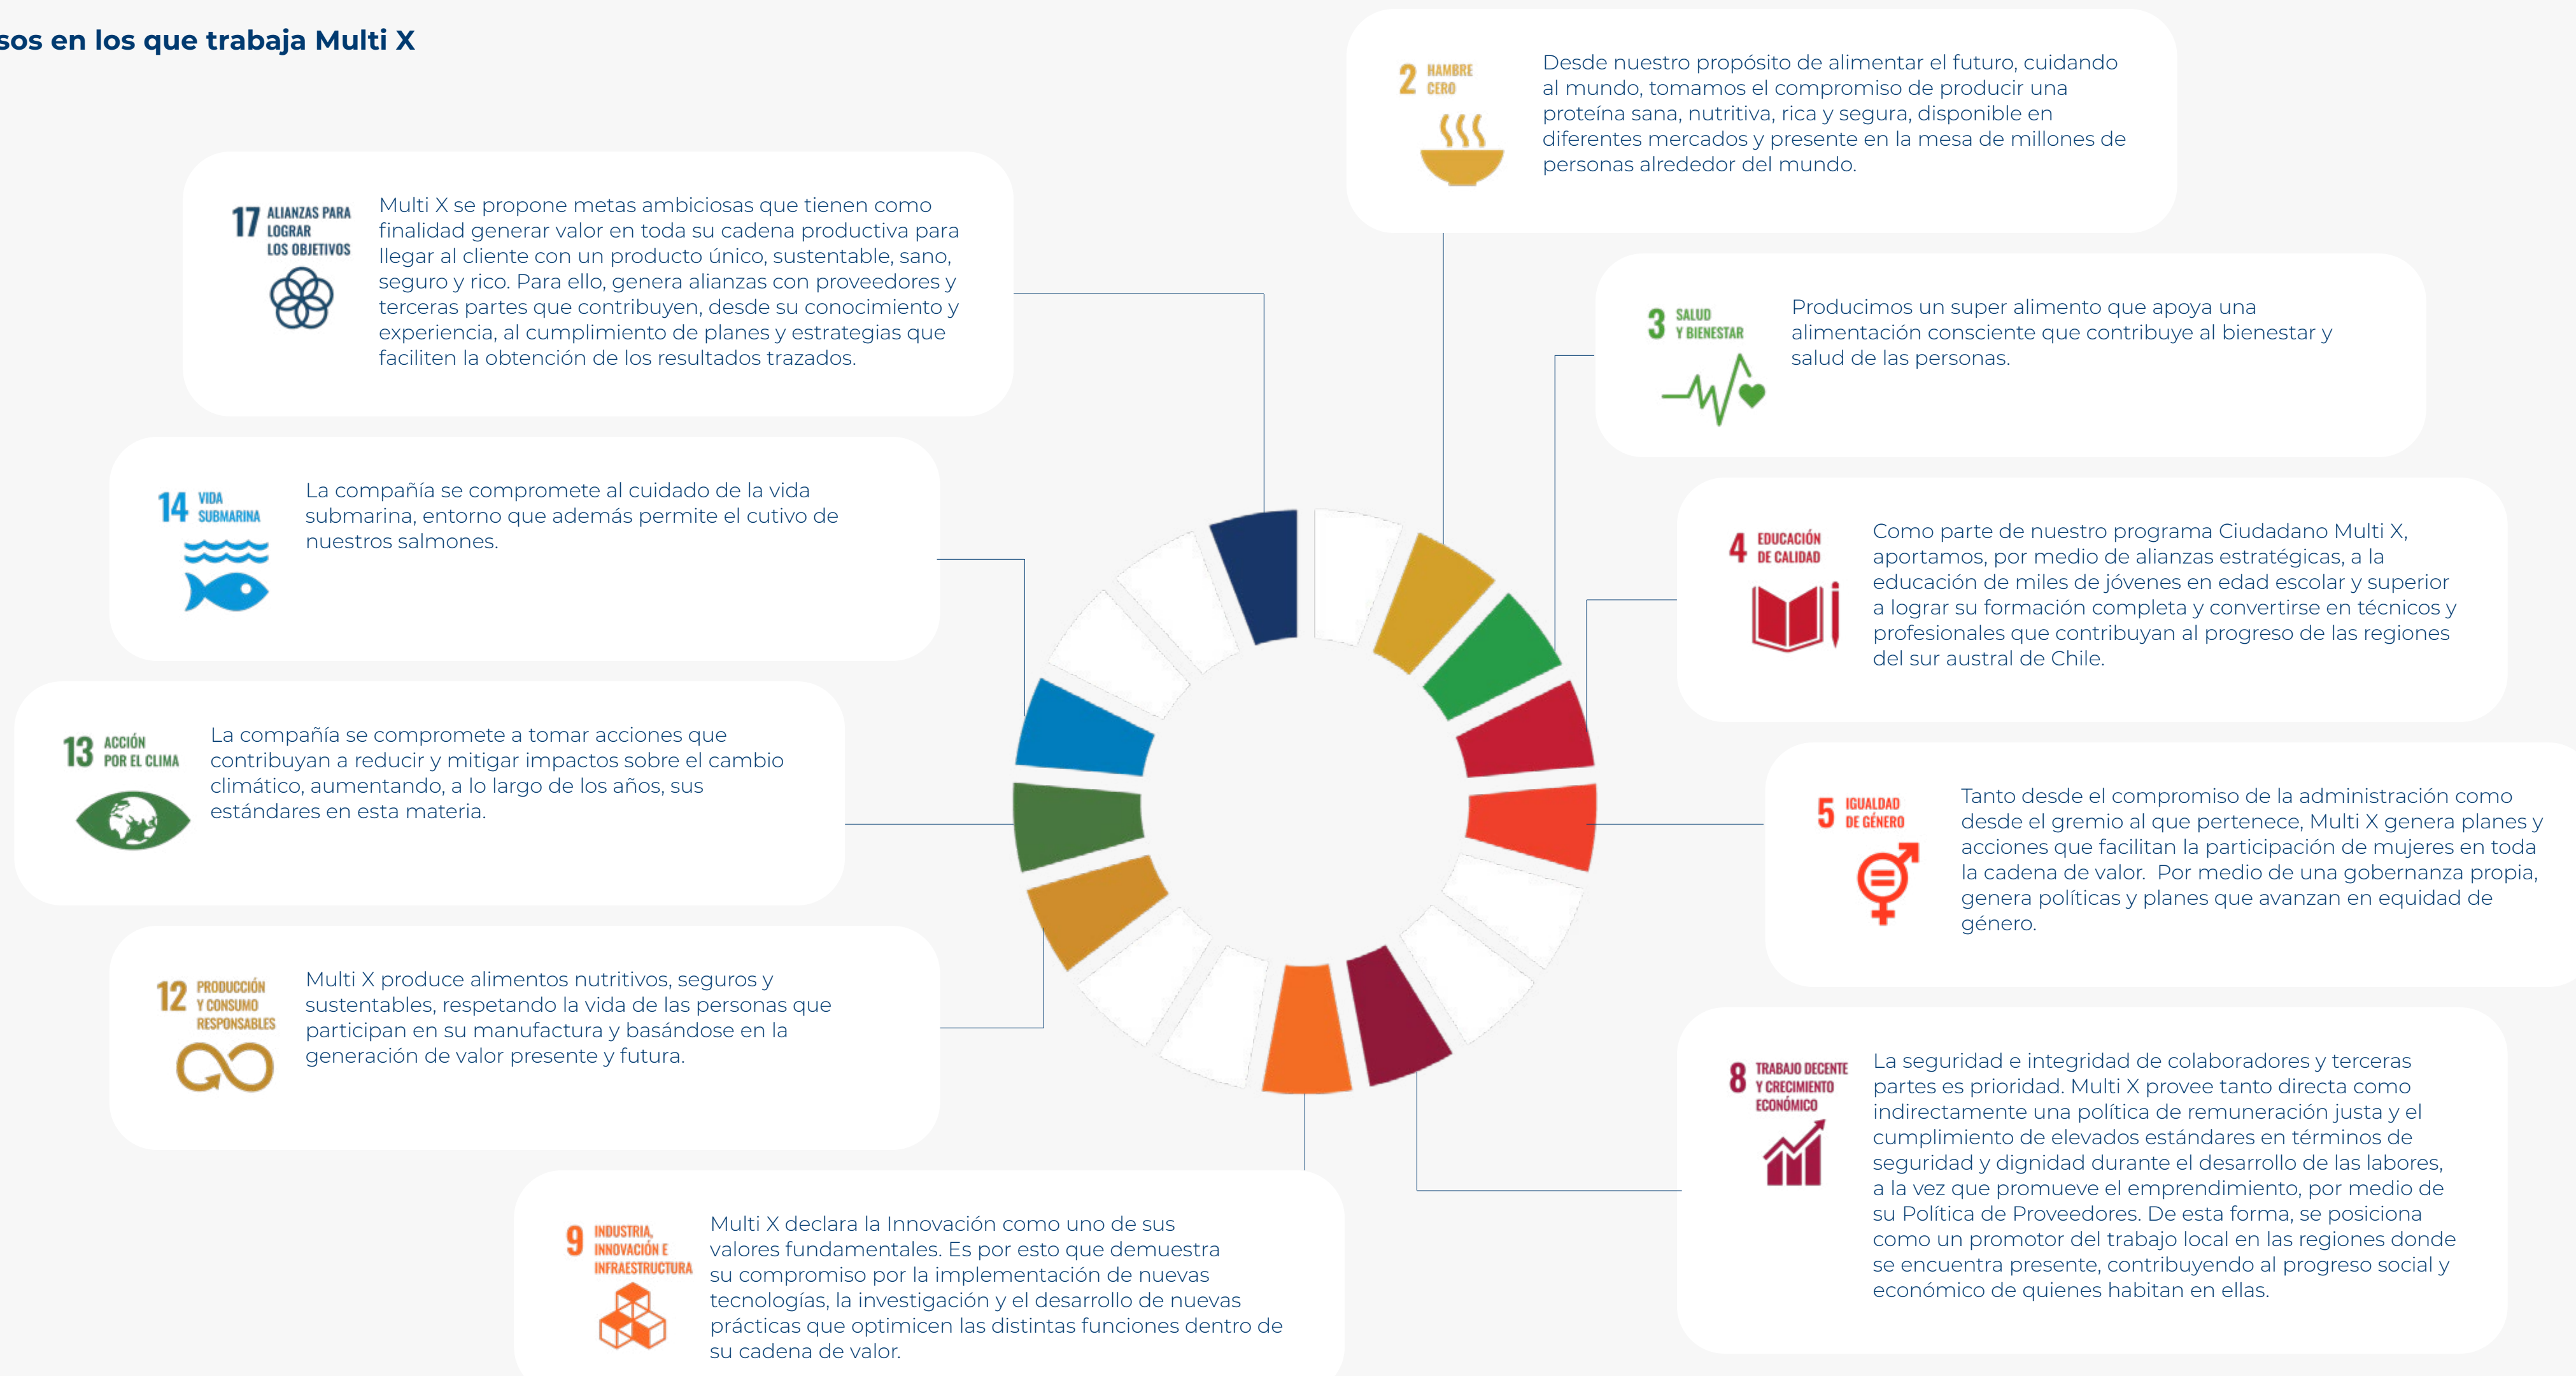 sos en los que trabaja Multi X
2 HAMBRE
CERO
Desde nuestro propósito de alimentar el futuro, cuidando
al mundo, tomamos el compromiso de producir una
proteína sana, nutritiva, rica y segura, disponible en
diferentes mercados y presente en la mesa de millones de
personas alrededor del mundo.
17 ALIANZAS PARA
LOGRAR
LOS OBJETIVOS
Multi X se propone metas ambiciosas que tienen como
finalidad generar valor en toda su cadena productiva para
llegar al cliente con un producto único, sustentable, sano,
seguro y rico. Para ello, genera alianzas con proveedores y
terceras partes que contribuyen, desde su conocimiento y
experiencia, al cumplimiento de planes y estrategias que
faciliten la obtención de los resultados trazados.
3 SALUD
Y BIENESTAR
Producimos un super alimento que apoya una
alimentación consciente que contribuye al bienestar y
salud de las personas.
14 VIDA
SUBMARINA
La compañía se compromete al cuidado de la vida
submarina, entorno que además permite el cutivo de
nuestros salmones.
4 EDUCACIÓN
DE CALIDAD
Como parte de nuestro programa Ciudadano Multi X,
aportamos, por medio de alianzas estratégicas, a la
educación de miles de jóvenes en edad escolar y superior
a lograr su formación completa y convertirse en técnicos y
profesionales que contribuyan al progreso de las regiones
del sur austral de Chile.
13 ACCIÓN
POR EL CLIMA
La compañía se compromete a tomar acciones que
contribuyan a reducir y mitigar impactos sobre el cambio
climático, aumentando, a lo largo de los años, sus
estándares en esta materia.
5 IGUALDAD
DE GÉNERO
Tanto desde el compromiso de la administración como
desde el gremio al que pertenece, Multi X genera planes y
acciones que facilitan la participación de mujeres en toda
la cadena de valor. Por medio de una gobernanza propia,
genera políticas y planes que avanzan en equidad de
género.
12 PRODUCCIÓN
Y CONSUMO
RESPONSABLES
Multi X produce alimentos nutritivos, seguros y
sustentables, respetando la vida de las personas que
participan en su manufactura y basándose en la
generación de valor presente y futura.
8 TRABAJO DECENTE
Y CRECIMIENTO
ECONÓMICO
La seguridad e integridad de colaboradores y terceras
partes es prioridad. Multi X provee tanto directa como
indirectamente una política de remuneración justa y el
cumplimiento de elevados estándares en términos de
seguridad y dignidad durante el desarrollo de las labores,
a la vez que promueve el emprendimiento, por medio de
su Política de Proveedores. De esta forma, se posiciona
como un promotor del trabajo local en las regiones donde
se encuentra presente, contribuyendo al progreso social y
económico de quienes habitan en ellas.
9 INDUSTRIA,
INNOVACIÓN E
INFRAESTRUCTURA
Multi X declara la Innovación como uno de sus
valores fundamentales. Es por esto que demuestra
su compromiso por la implementación de nuevas
tecnologías, la investigación y el desarrollo de nuevas
prácticas que optimicen las distintas funciones dentro de
su cadena de valor.